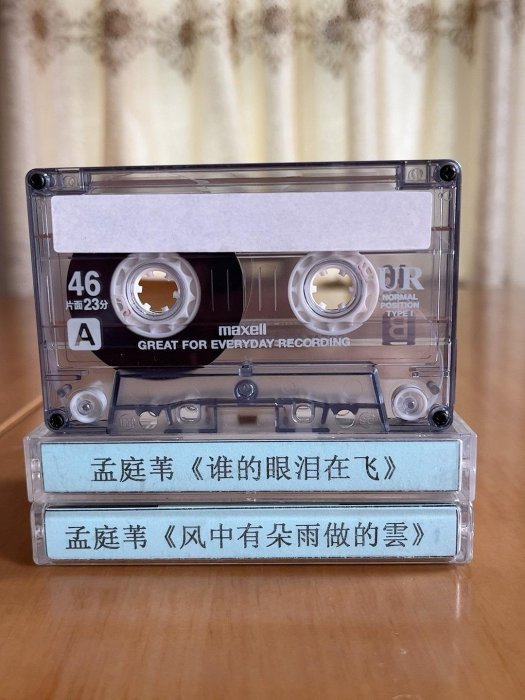 46
片面23分
A
maxell
GREAT FOR EVERYDAY RECORDING
UR
NORMAL
POSITION
TYPE I
孟庭苇《谁的眼泪在飞》
孟庭苇《风中有朵雨做的雲》